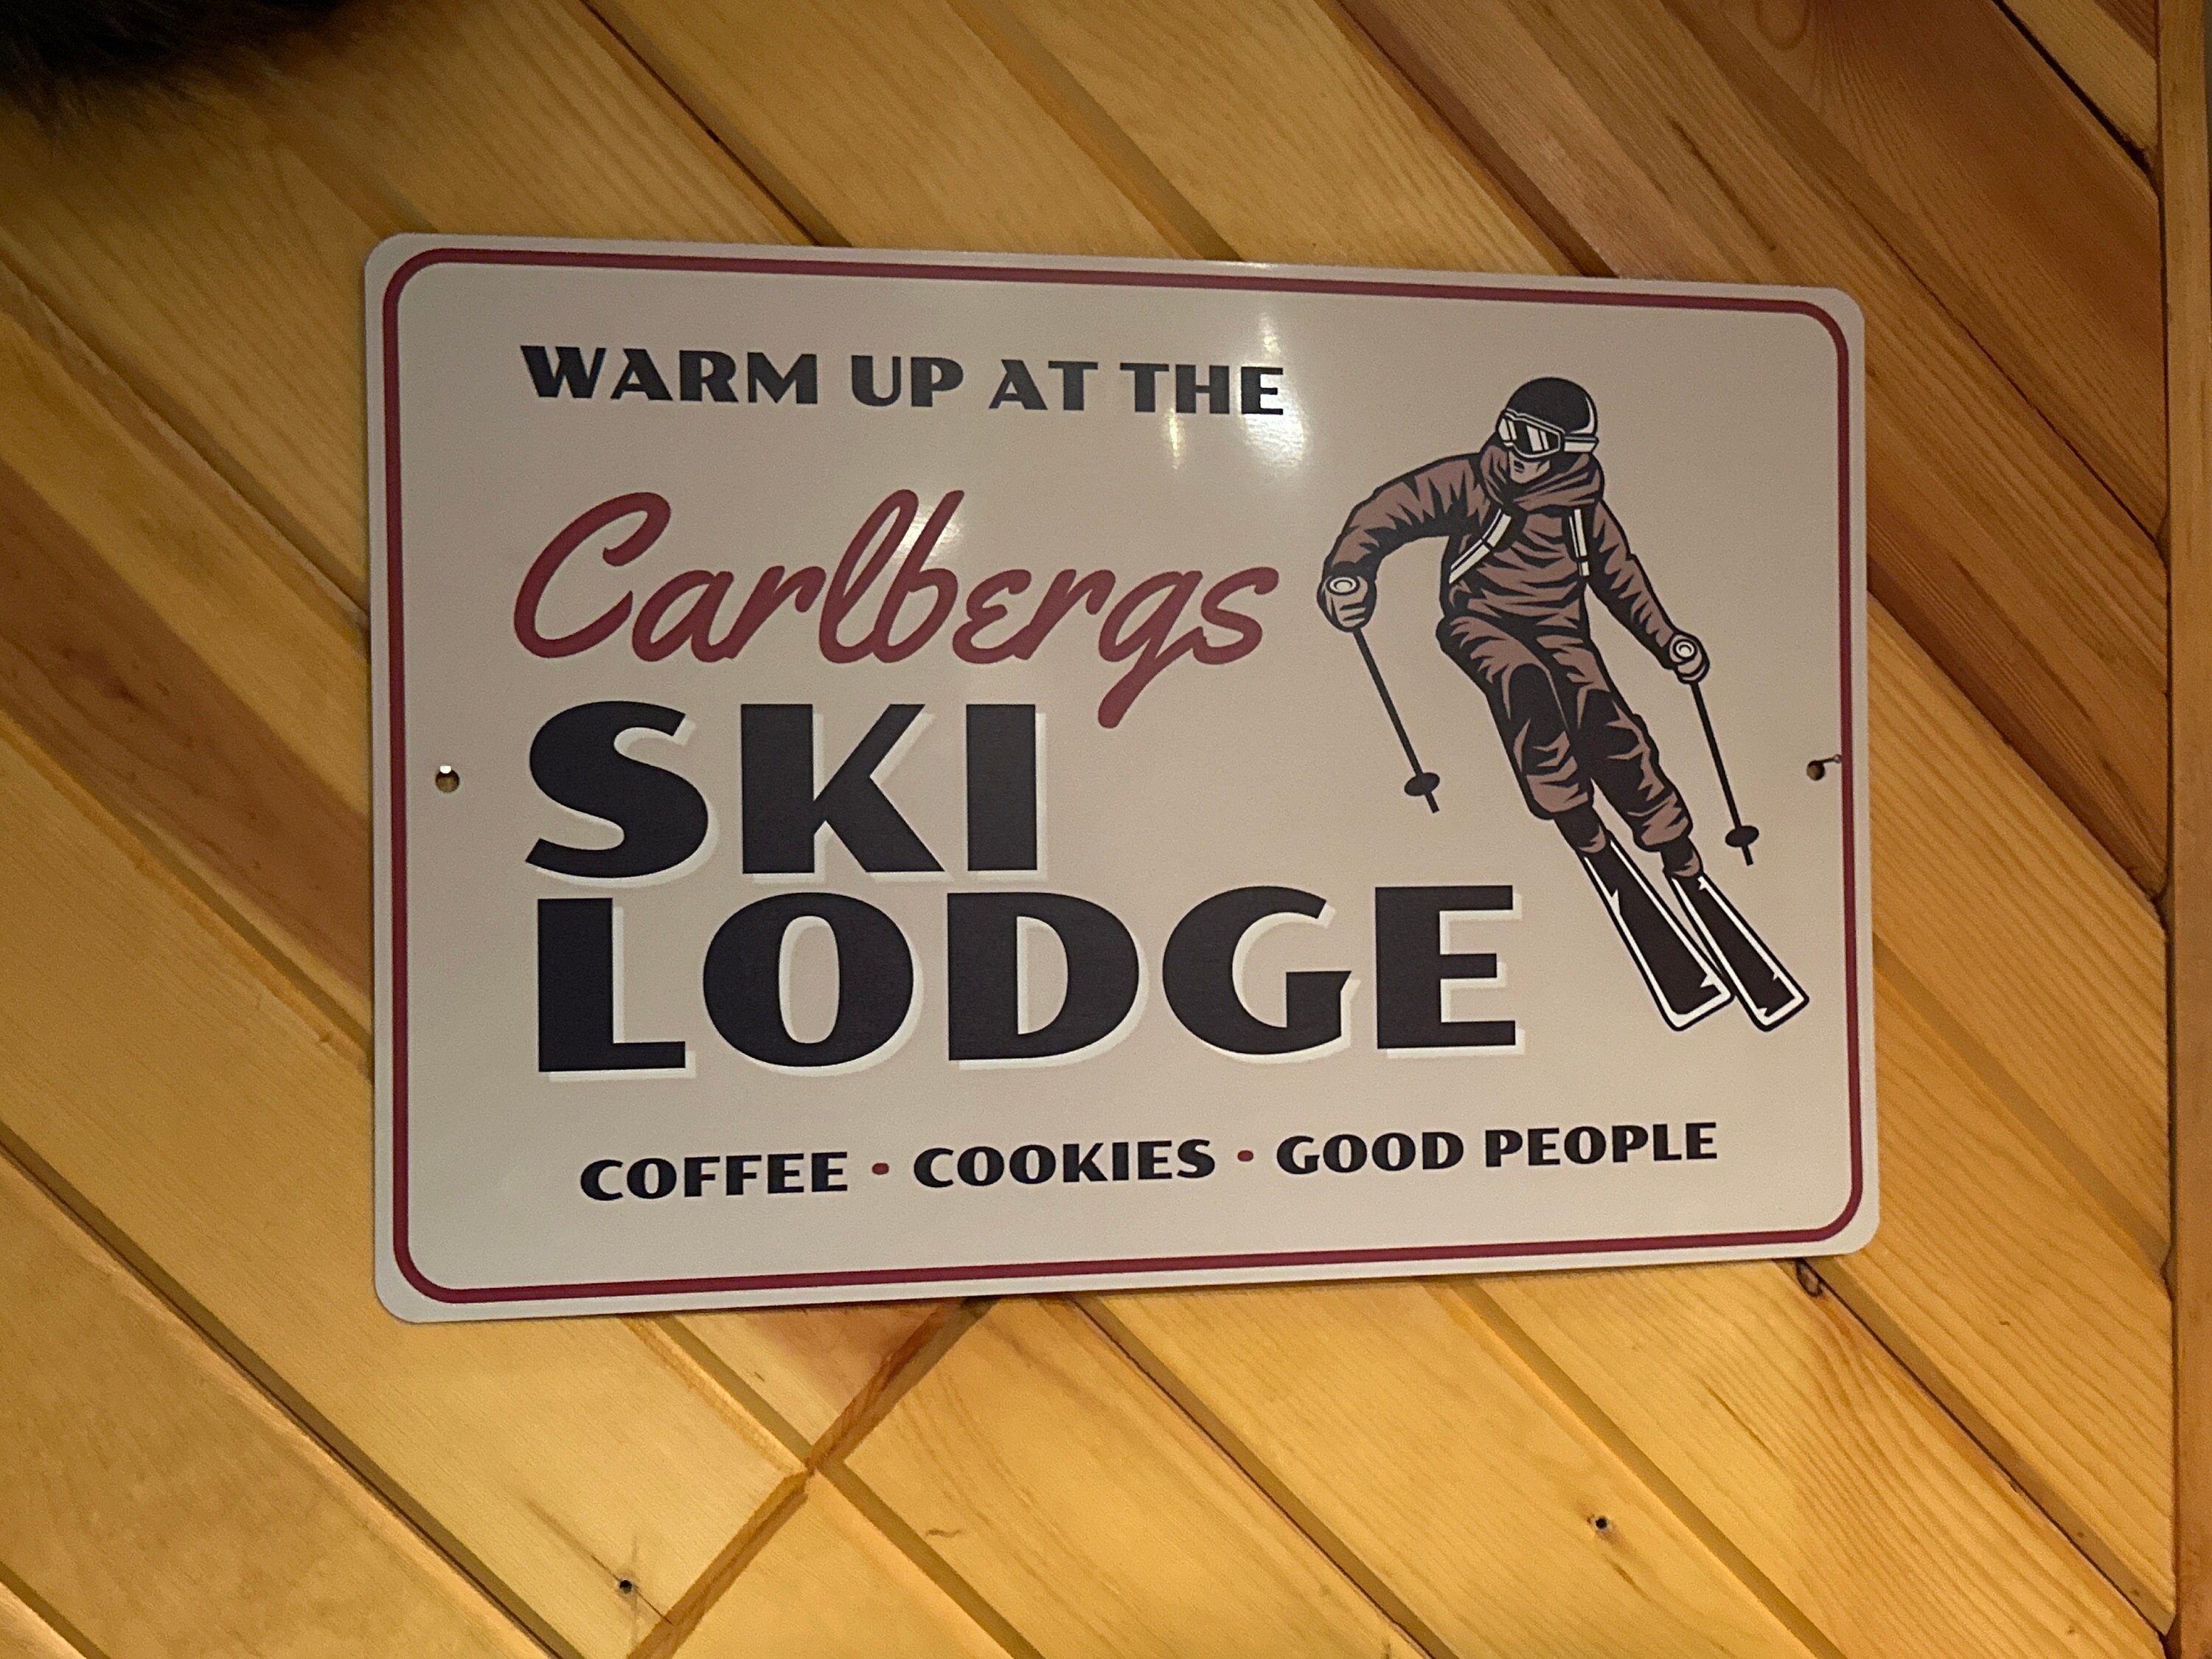 WARM UP AT THE
Carlbergs
SKI
LODGE
COFFEE • COOKIES • GOOD PEOPLE